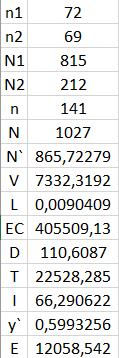 n1 72
n2 69
N1 815
N2 212
n 141
N 1027
N` 865,72279
V 7332,3192
L 0,0090409
EC 405509,13
D 110,6087
T 22528,285
I 66,290622
y` 0,5993256
E 12058,542